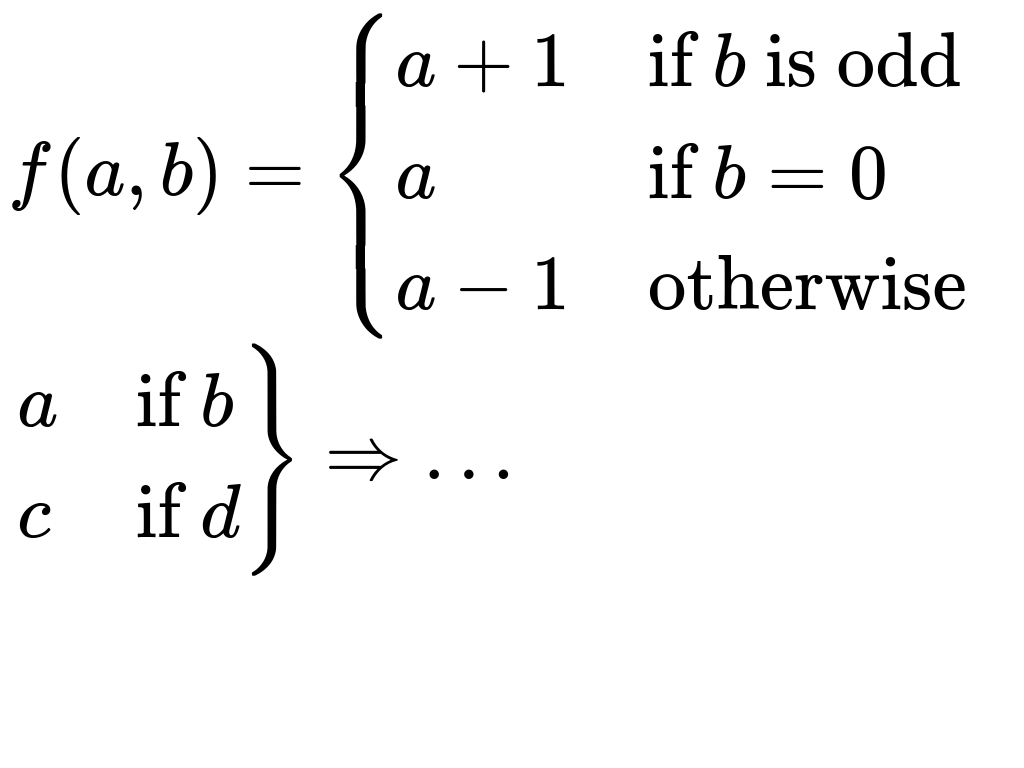 f(a, b) = { a + 1 if b is odd
a if b = 0
a − 1 otherwise
a if b
c if d } ⇒ …